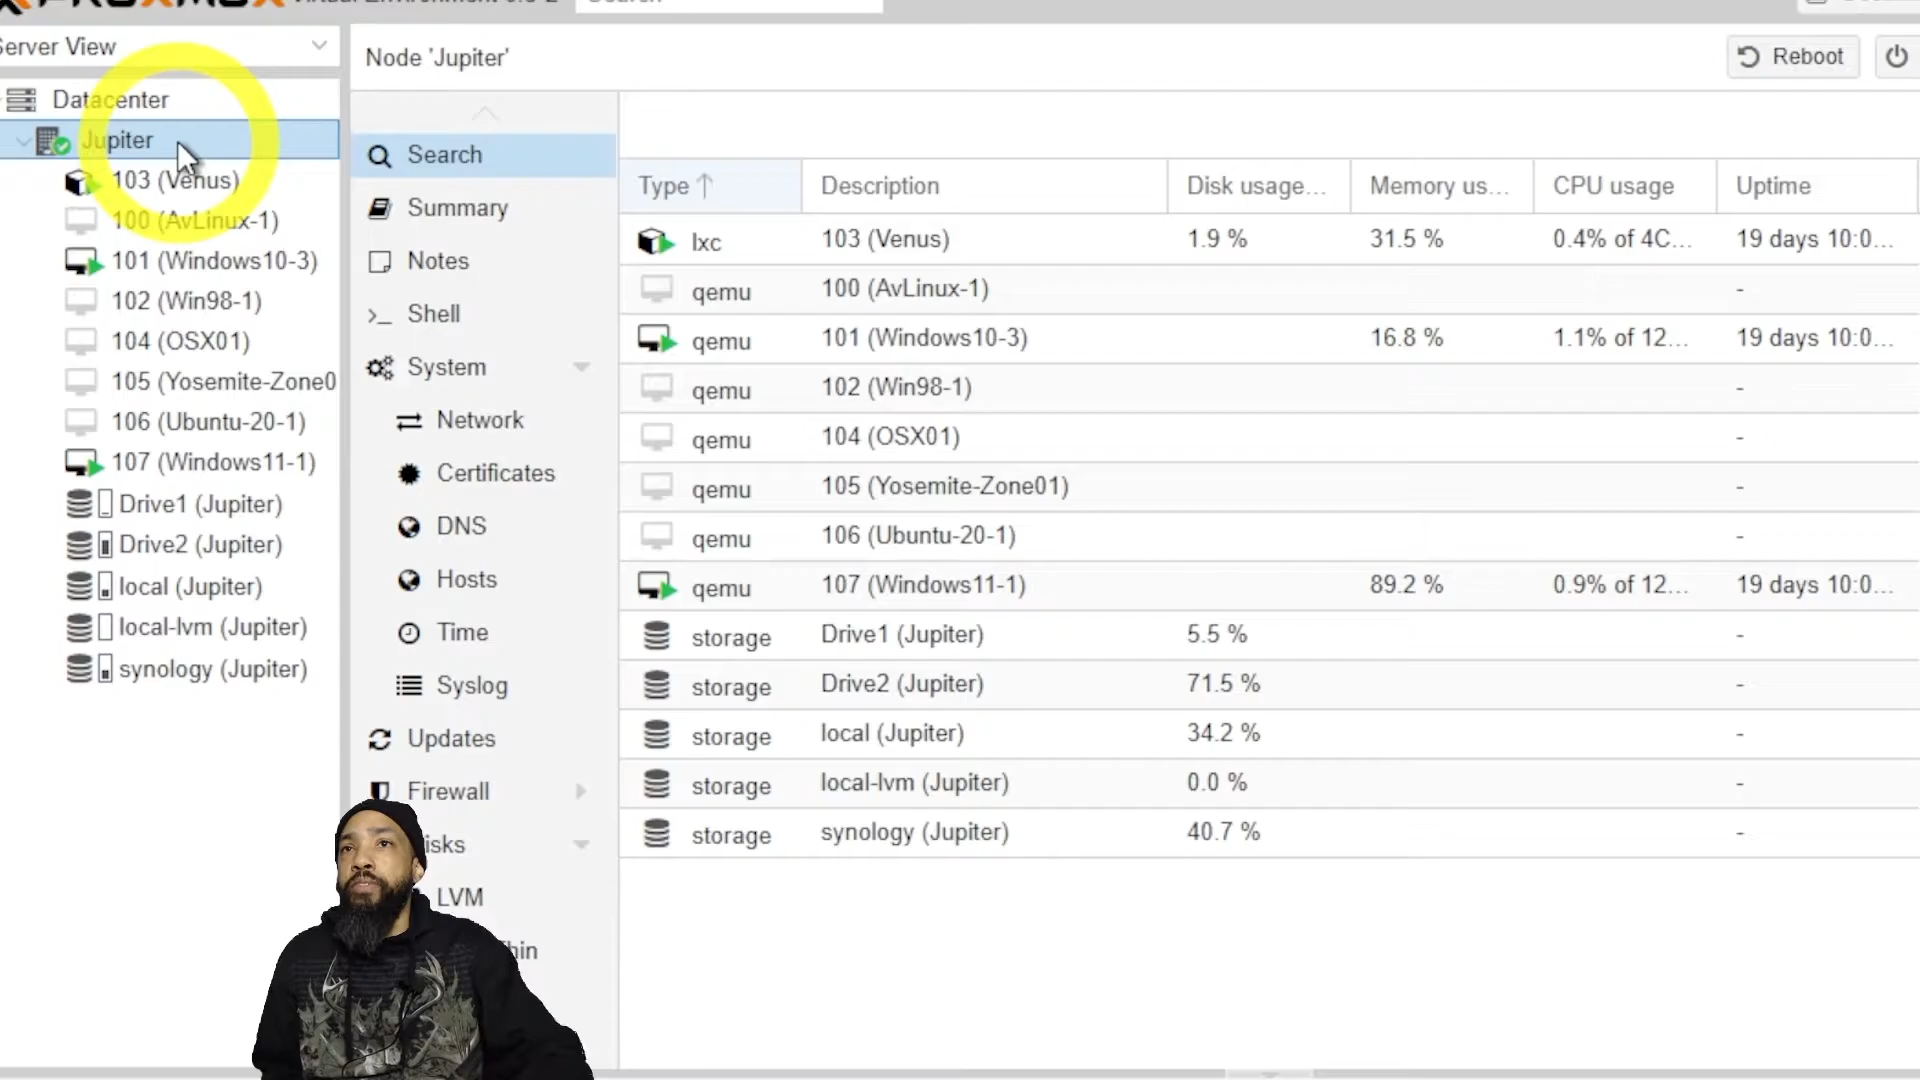 Server View
Datacenter
Jupiter
103 (Venus)
100 (AvLinux-1)
101 (Windows10-3)
102 (Win98-1)
104 (OSX01)
105 (Yosemite-Zone0
106 (Ubuntu-20-1)
107 (Windows11-1)
Drive1 (Jupiter)
Drive2 (Jupiter)
local (Jupiter)
local-lvm (Jupiter)
synology (Jupiter)
Node 'Jupiter'
Reboot
Search
Summary
Notes
>_ Shell
System
Network
Certificates
DNS
Hosts
Time
Syslog
Updates
Firewall
isks
LVM
hin
Type Description Disk usage... Memory us... CPU usage Uptime
lxc 103 (Venus) 1.9 % 31.5 % 0.4% of 4C... 19 days 10:0...
qemu 100 (AvLinux-1) -
qemu 101 (Windows10-3) 16.8 % 1.1% of 12... 19 days 10:0...
qemu 102 (Win98-1) -
qemu 104 (OSX01) -
qemu 105 (Yosemite-Zone01) -
qemu 106 (Ubuntu-20-1) -
qemu 107 (Windows11-1) 89.2 % 0.9% of 12... 19 days 10:0...
storage Drive1 (Jupiter) 5.5 % -
storage Drive2 (Jupiter) 71.5 % -
storage local (Jupiter) 34.2 % -
storage local-lvm (Jupiter) 0.0 % -
storage synology (Jupiter) 40.7 % -